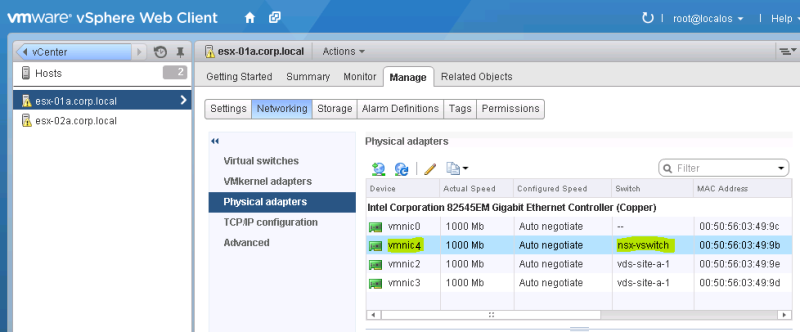 vmware® vSphere Web Client
root@localos
Help
vCenter
Hosts 2
esx-01a.corp.local
esx-02a.corp.local
esx-01a.corp.local Actions
Getting Started Summary Monitor Manage Related Objects
Settings Networking Storage Alarm Definitions Tags Permissions
Virtual switches
VMkernel adapters
Physical adapters
TCP/IP configuration
Advanced
Physical adapters
Filter
Device Actual Speed Configured Speed Switch MAC Address
Intel Corporation 82545EM Gigabit Ethernet Controller (Copper)
vmnic0 1000 Mb Auto negotiate -- 00:50:56:03:49:9c
vmnic4 1000 Mb Auto negotiate nsx-vswitch 00:50:56:03:49:9b
vmnic2 1000 Mb Auto negotiate vds-site-a-1 00:50:56:03:49:9e
vmnic3 1000 Mb Auto negotiate vds-site-a-1 00:50:56:03:49:9d